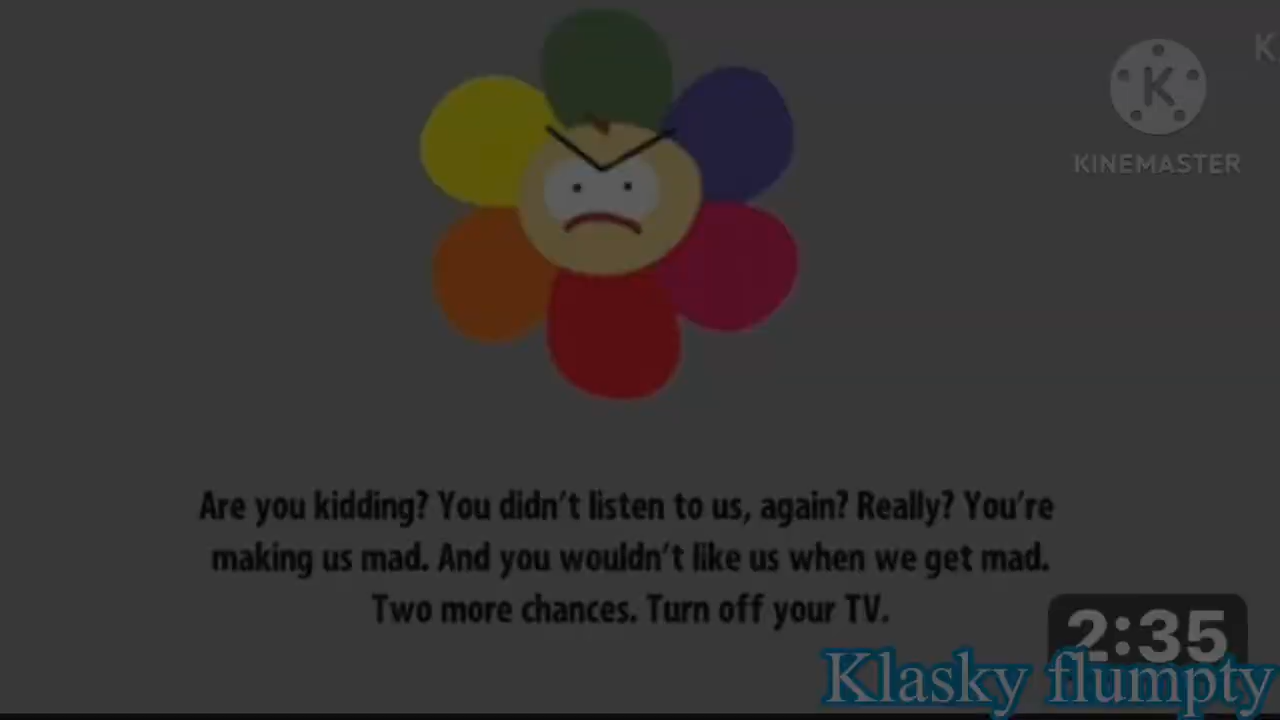 K
K
KINEMASTER
Are you kidding? You didn't listen to us, again? Really? You're
making us mad. And you wouldn't like us when we get mad.
Two more chances. Turn off your TV.
2:35
Klasky flumpty